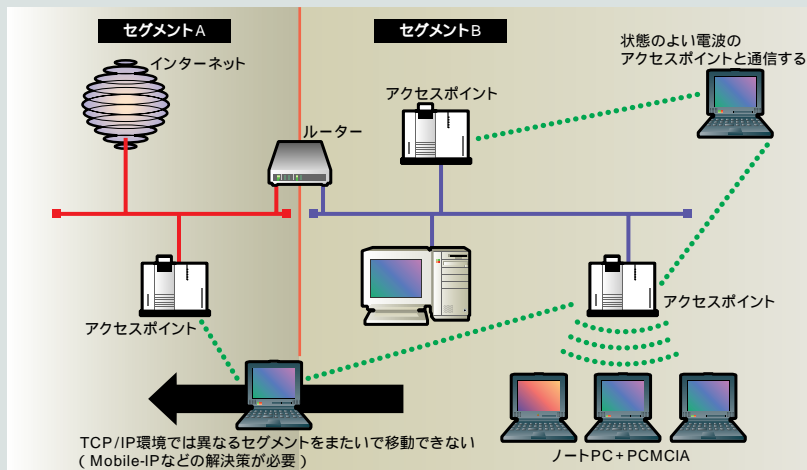 セグメントA
セグメントB
インターネット
ルーター
アクセスポイント
状態のよい電波の
アクセスポイントと通信する
アクセスポイント
アクセスポイント
TCP/IP環境では異なるセグメントをまたいで移動できない
(Mobile-IPなどの解決策が必要)
ノートPC+PCMCIA